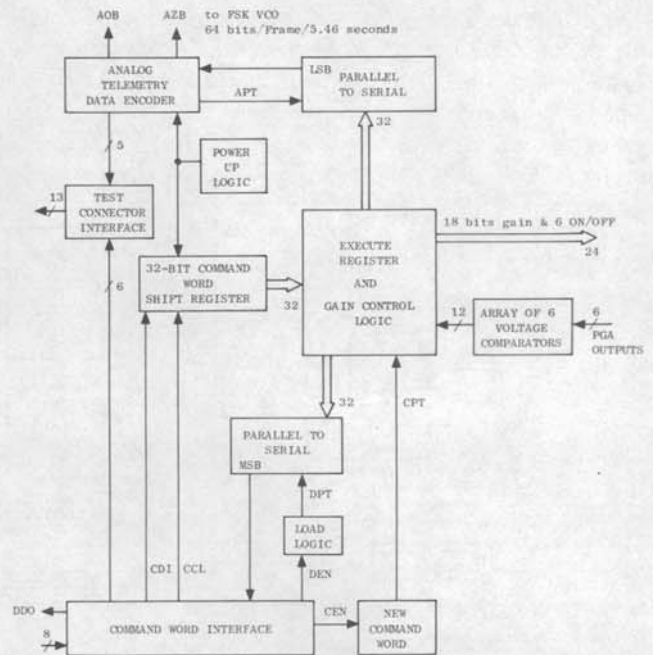 AOB AZB to FSK VCO
64 bits/Frame/5.46 seconds
ANALOG
TELEMETRY
DATA ENCODER
LSB
PARALLEL
TO SERIAL
APT
32
5
POWER
UP
LOGIC
13
TEST
CONNECTOR
INTERFACE
18 bits gain & 6 ON/OFF
24
EXECUTE
REGISTER
AND
GAIN CONTROL
LOGIC
6
32-BIT COMMAND
WORD
SHIFT REGISTER
32
12
ARRAY OF 6
VOLTAGE
COMPARATORS
6
PGA
OUTPUTS
32
CPT
PARALLEL TO
SERIAL
MSB
DPT
LOAD
LOGIC
CDI
CCL
DEN
DDO
8
COMMAND WORD INTERFACE
CEN
NEW
COMMAND
WORD